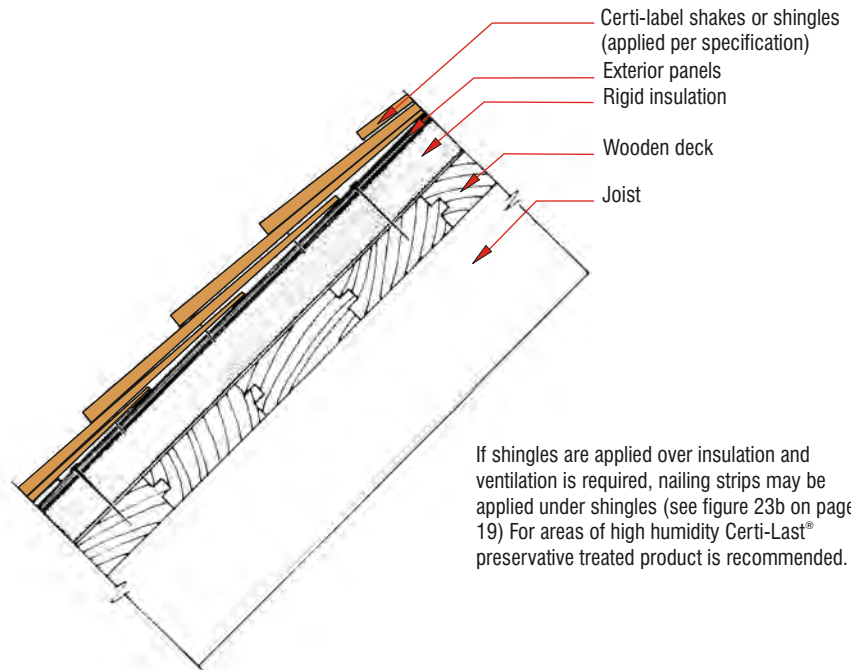 Certi-label shakes or shingles
(applied per specification)
Exterior panels
Rigid insulation
Wooden deck
Joist
If shingles are applied over insulation and
ventilation is required, nailing strips may be
applied under shingles (see figure 23b on page
19) For areas of high humidity Certi-Last®
preservative treated product is recommended.